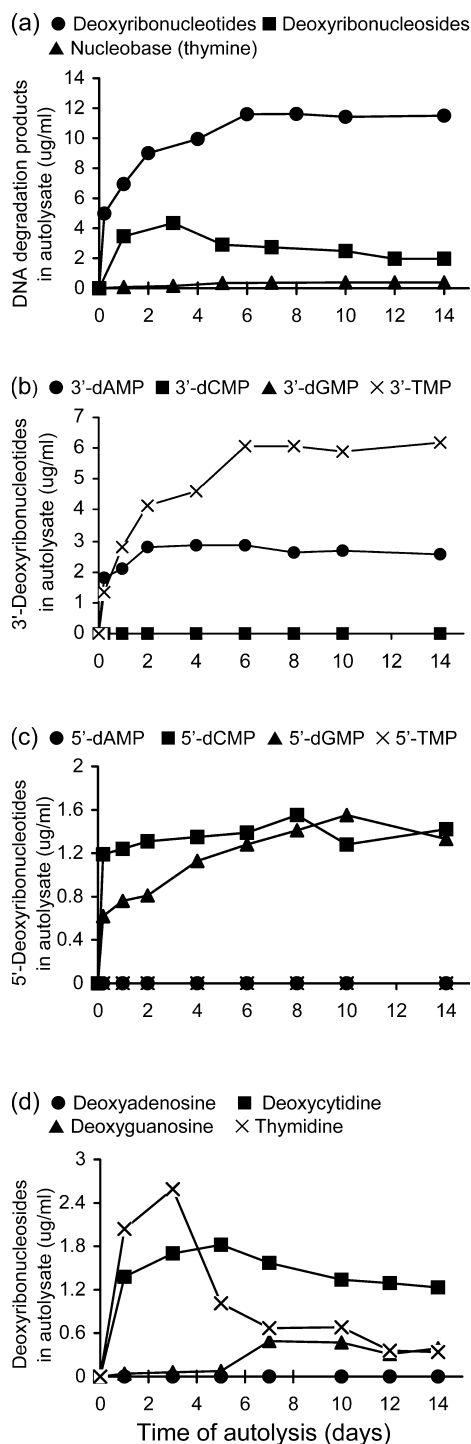 (a) Deoxyribonucleotides Deoxyribonucleosides
Nucleobase (thymine)
DNA degradation products
in autolysate (ug/ml)
14
12
10
8
6
4
2
0
0 2 4 6 8 10 12 14
(b) 3'-dAMP 3'-dCMP 3'-dGMP 3'-TMP
3'-Deoxyribonucleotides
in autolysate (ug/ml)
7
6
5
4
3
2
1
0
0 2 4 6 8 10 12 14
(c) 5'-dAMP 5'-dCMP 5'-dGMP 5'-TMP
5'-Deoxyribonucleotides
in autolysate (ug/ml)
2
1.6
1.2
0.8
0.4
0
0 2 4 6 8 10 12 14
(d) Deoxyadenosine Deoxycytidine
Deoxyguanosine Thymidine
Deoxyribonucleosides
in autolysate (ug/ml)
3
2.4
1.8
1.2
0.6
0
0 2 4 6 8 10 12 14
Time of autolysis (days)